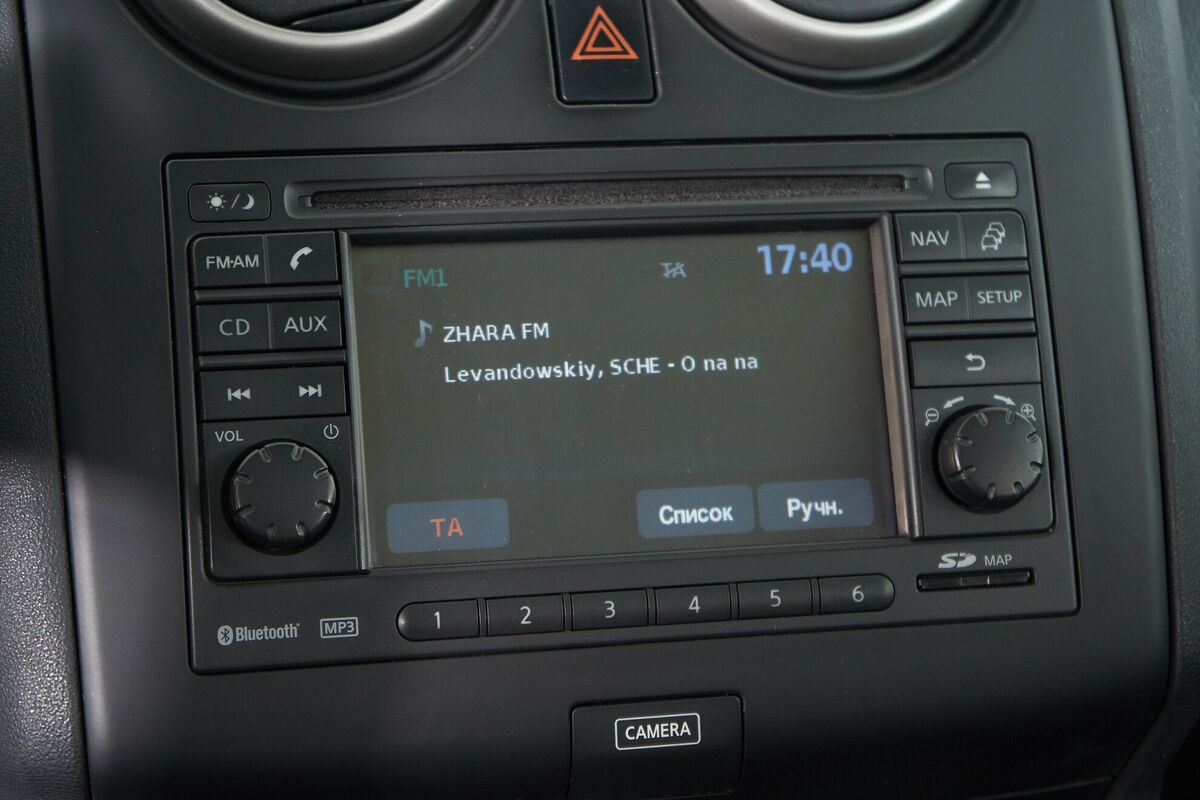 FM·AM
NAV
FM1
TA
17:40
CD
AUX
MAP
SETUP
ZHARA FM
Levandowskiy, SCHE - O na na
VOL
TA
Список
Ручн.
SD MAP
1
2
3
4
5
6
Bluetooth
MP3
CAMERA